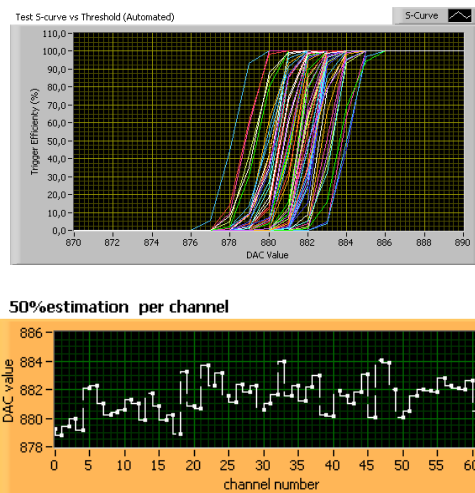 Test S-curve vs Threshold (Automated)
S-Curve
110,0
100,0
90,0
80,0
70,0
60,0
50,0
40,0
30,0
20,0
10,0
0,0
Trigger Efficienty (%)
870 872 874 876 878 880 882 884 886 888 890
DAC Value
50%estimation per channel
886
884
882
880
878
DAC value
0 5 10 15 20 25 30 35 40 45 50 55 60
channel number